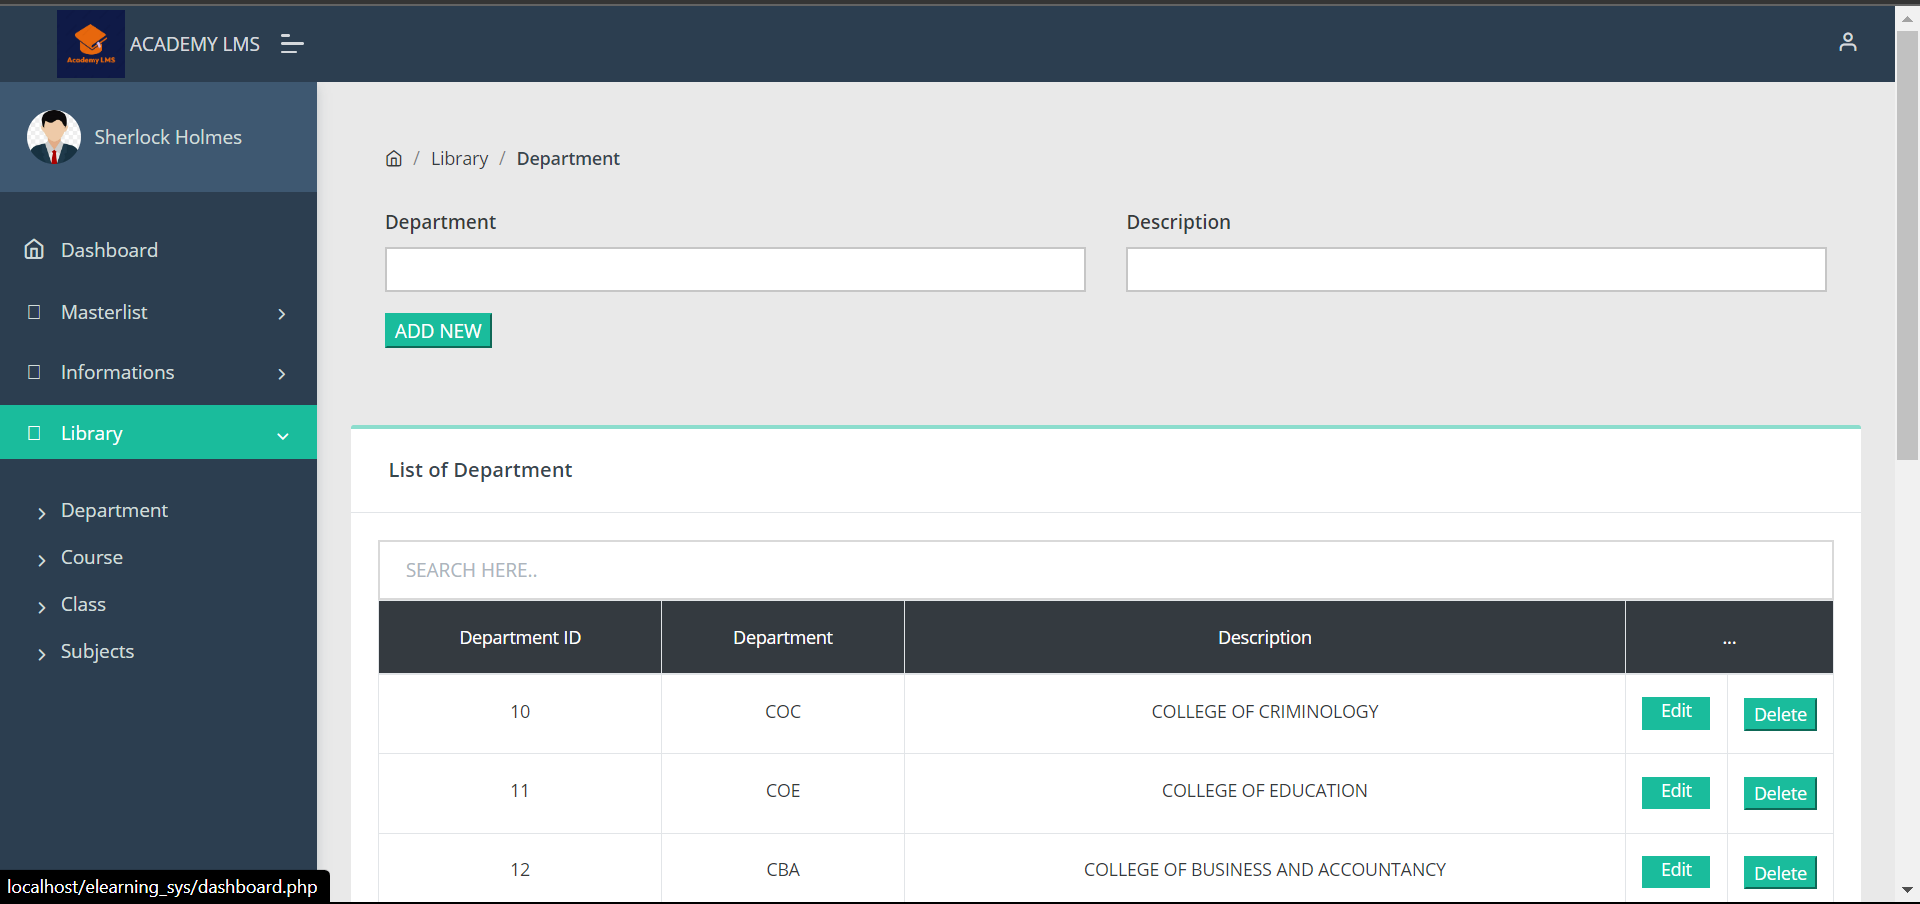 Academy LMS
ACADEMY LMS
Sherlock Holmes
Dashboard
Masterlist
Informations
Library
Department
Course
Class
Subjects
localhost/elearning_sys/dashboard.php
/ Library / Department
Department
Description
ADD NEW
List of Department
SEARCH HERE..
Department ID Department Description ...
10 COC COLLEGE OF CRIMINOLOGY Edit Delete
11 COE COLLEGE OF EDUCATION Edit Delete
12 CBA COLLEGE OF BUSINESS AND ACCOUNTANCY Edit Delete